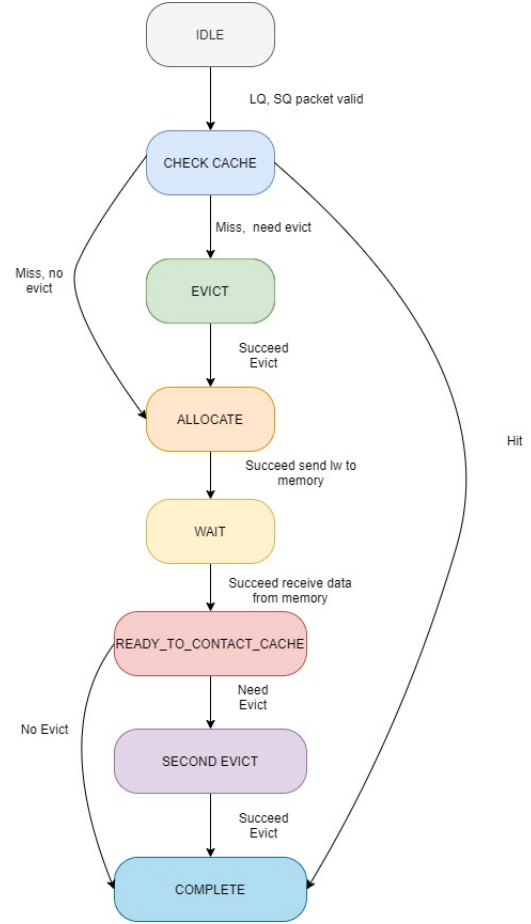 IDLE
LQ, SQ packet valid
CHECK CACHE
Miss, need evict
Miss, no
evict
EVICT
Succeed
Evict
ALLOCATE
Hit
Succeed send lw to
memory
WAIT
Succeed receive data
from memory
READY_TO_CONTACT_CACHE
Need
Evict
No Evict
SECOND EVICT
Succeed
Evict
COMPLETE